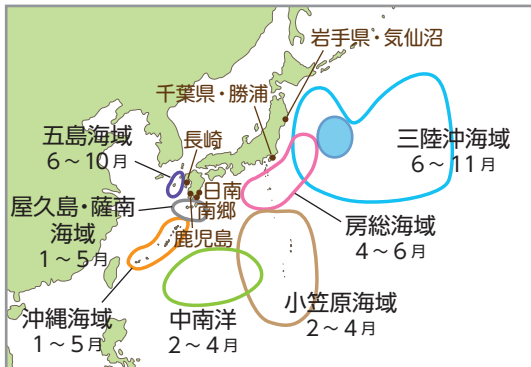 岩手県・気仙沼
千葉県・勝浦
五島海域
6～10月
長崎
三陸沖海域
6～11月
日南
南郷
屋久島・薩南
海域
1～5月
鹿児島
房総海域
4～6月
沖縄海域
1～5月
中南洋
2～4月
小笠原海域
2～4月